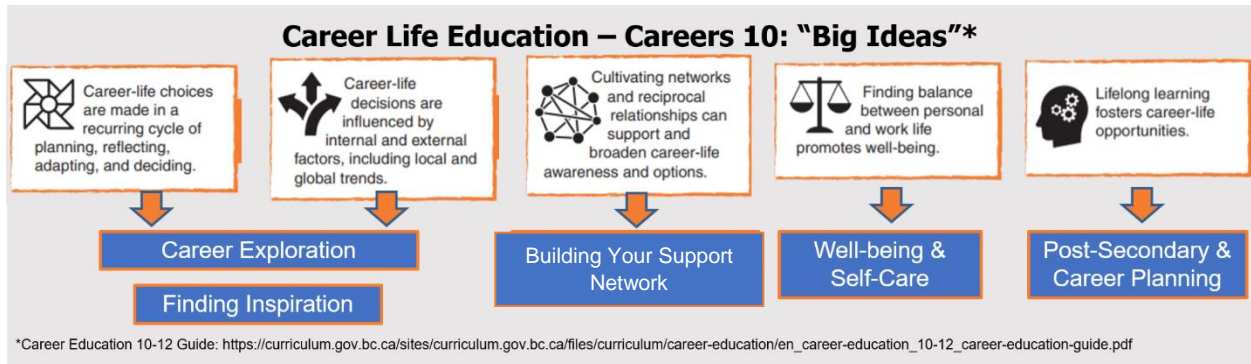 Career Life Education – Careers 10: “Big Ideas”*
Career-life choices
are made in a
recurring cycle of
planning, reflecting,
adapting, and deciding.
Career-life
decisions are
influenced by
internal and external
factors, including local and
global trends.
Cultivating networks
and reciprocal
relationships can
support and
broaden career-life
awareness and options.
Finding balance
between personal
and work life
promotes well-being.
Lifelong learning
fosters career-life
opportunities.
Career Exploration
Finding Inspiration
Building Your Support
Network
Well-being &
Self-Care
Post-Secondary &
Career Planning
*Career Education 10-12 Guide: https://curriculum.gov.bc.ca/sites/curriculum.gov.bc.ca/files/curriculum/career-education/en_career-education_10-12_career-education-guide.pdf